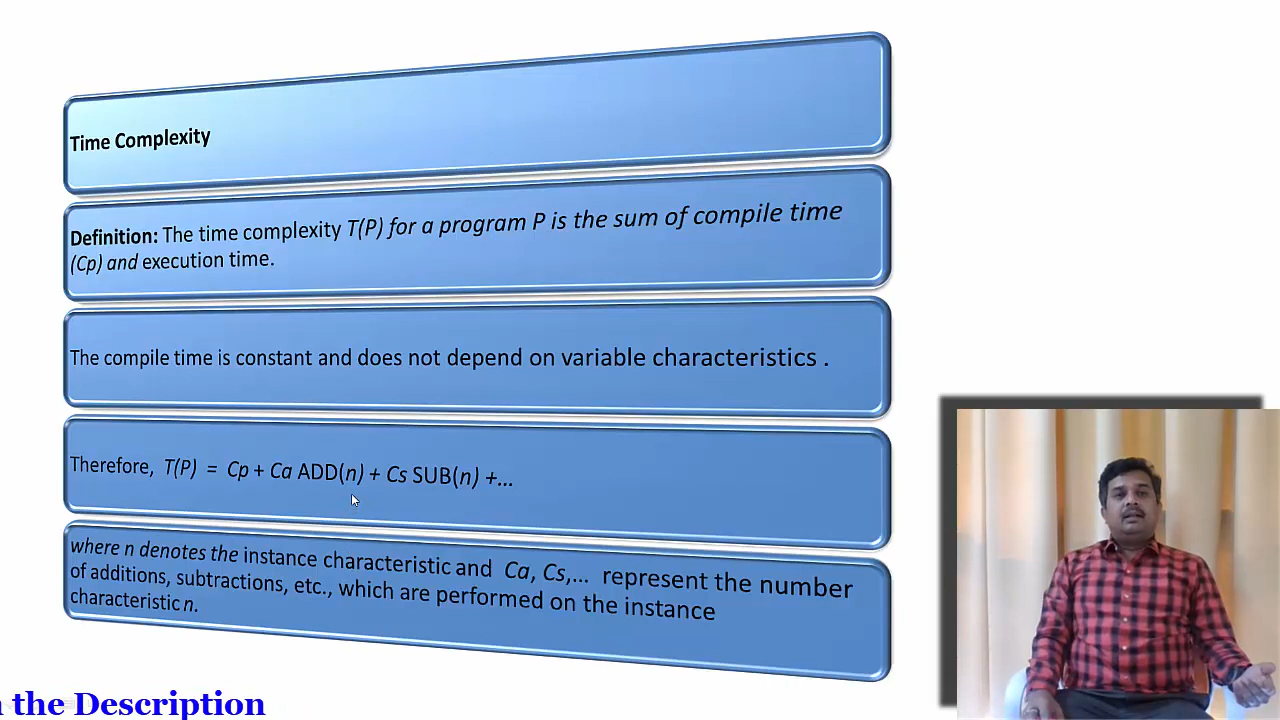 Time Complexity
Definition: The time complexity T(P) for a program P is the sum of compile time
(Cp) and execution time.
The compile time is constant and does not depend on variable characteristics .
Therefore, T(P) = Cp + Ca ADD(n) + Cs SUB(n) +...
where n denotes the instance characteristic and Ca, Cs,... represent the number
of additions, subtractions, etc., which are performed on the instance
characteristic n.
the Description